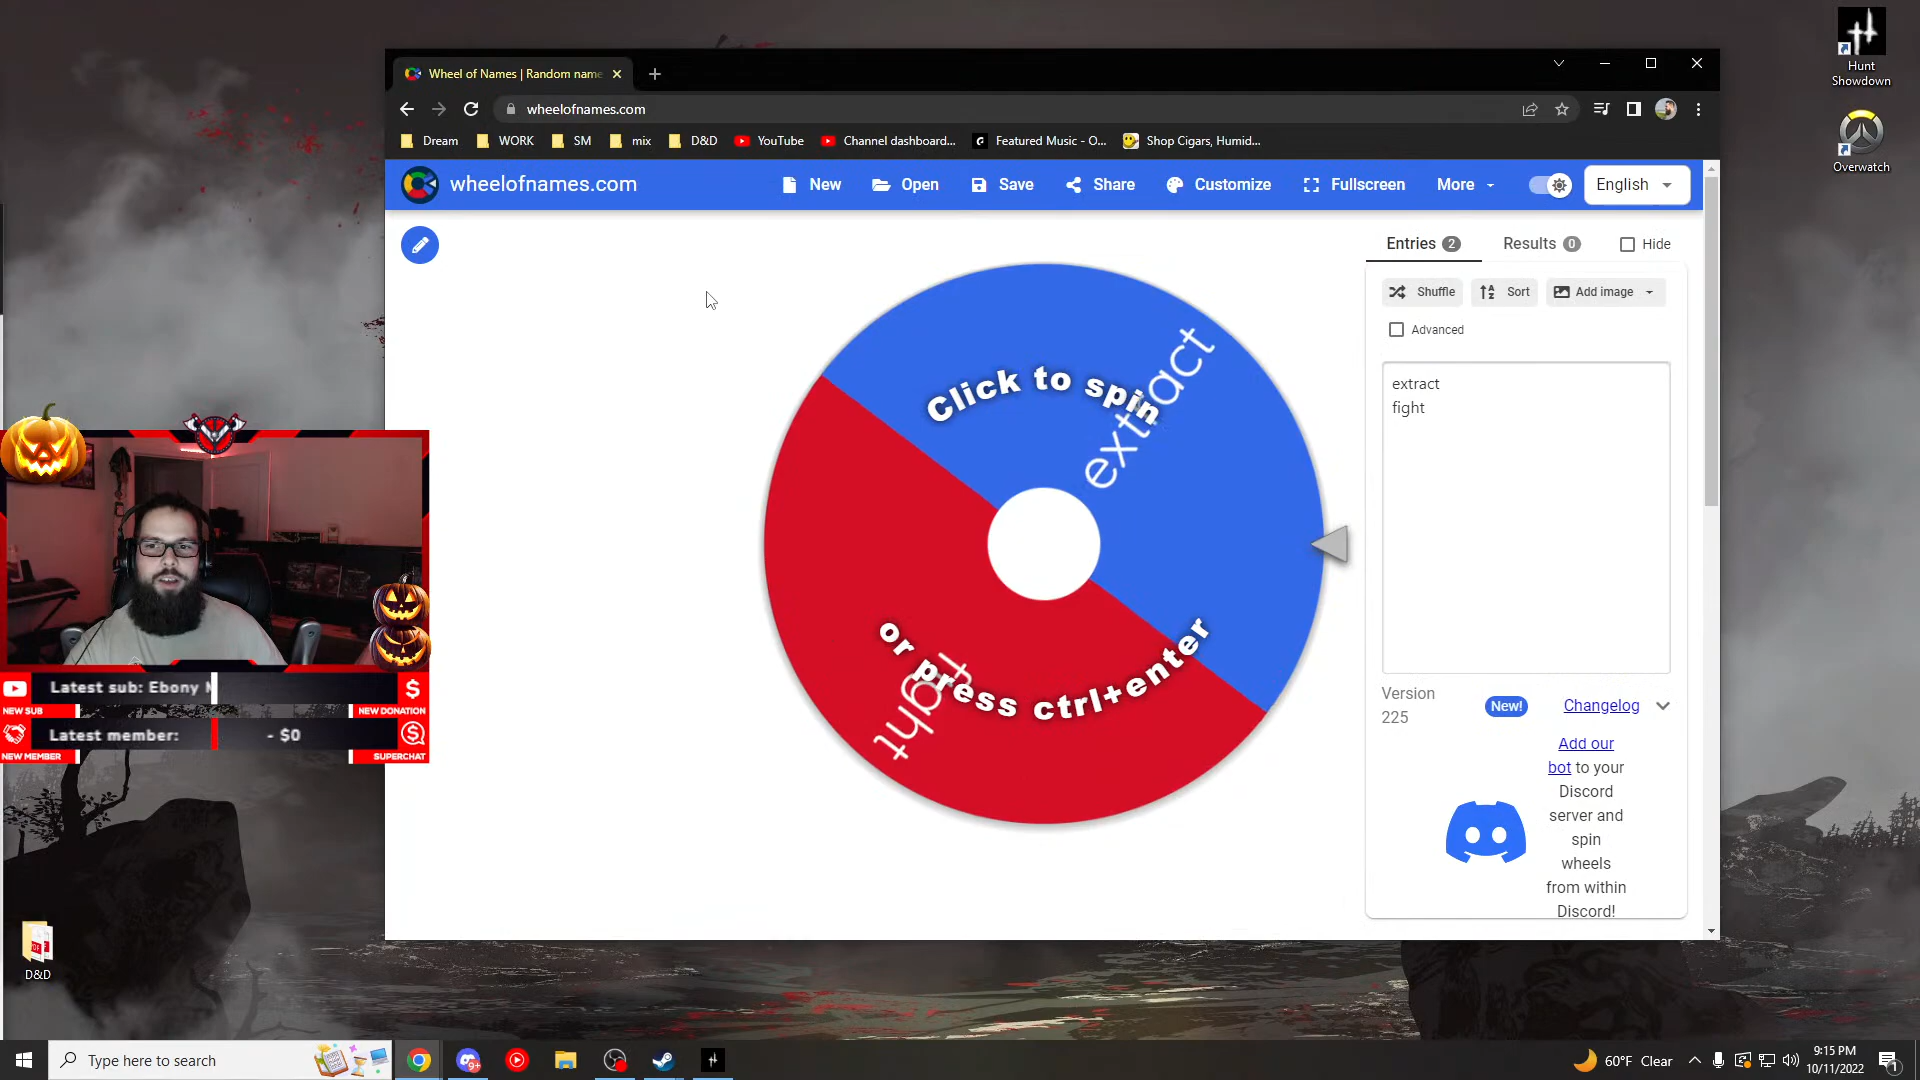 Hunt
Showdown
Overwatch
Wheel of Names | Random name
wheelofnames.com
Dream
WORK
SM
mix
D&D
YouTube
Channel dashboard...
Featured Music - O...
Shop Cigars, Humid...
wheelofnames.com
New
Open
Save
Share
Customize
Fullscreen
More
English
Entries 2
Results 0
Hide
Shuffle
Sort
Add image
Advanced
extract
fight
Click to spin
or press ctrl+enter
extract
fight
Version
225
New!
Changelog
Add our
bot to your
Discord
server and
spin
wheels
from within
Discord!
Latest sub: Ebony
NEW SUB
NEW DONATION
Latest member: - $0
NEW MEMBER
SUPERCHAT
D&D
Type here to search
9+
60°F Clear
9:15 PM
10/11/2022
1